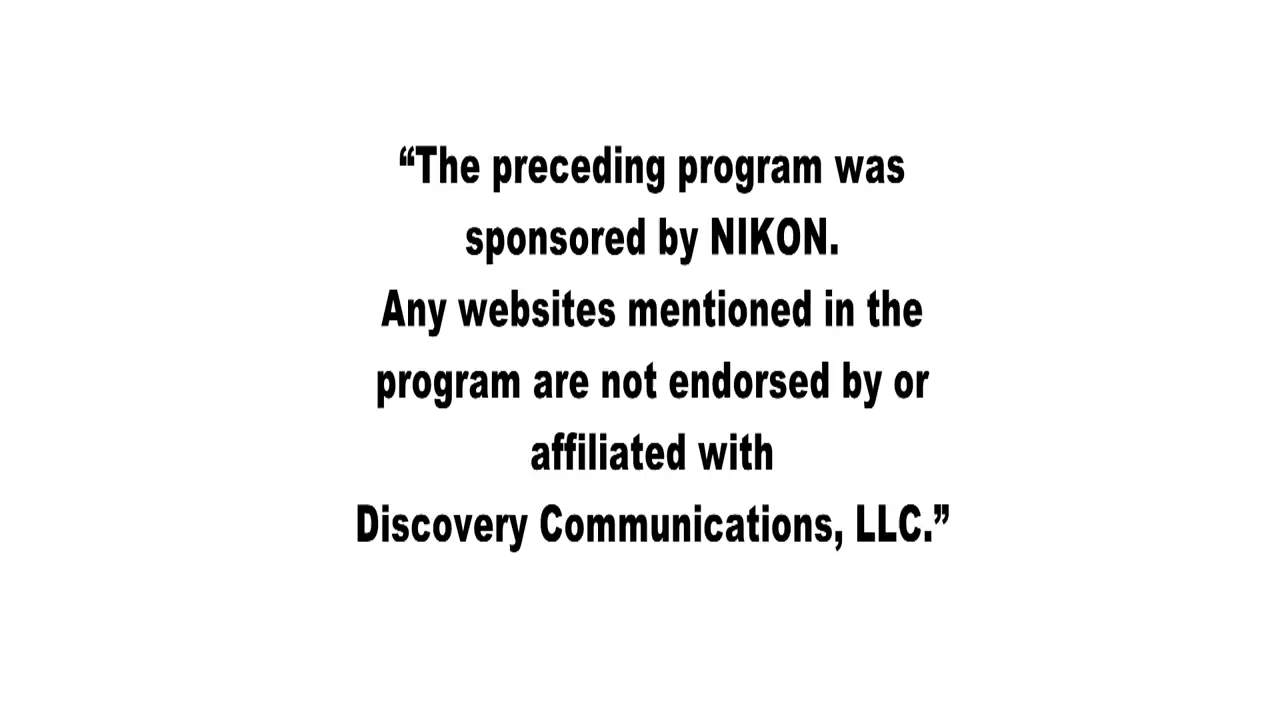 “The preceding program was
sponsored by NIKON.
Any websites mentioned in the
program are not endorsed by or
affiliated with
Discovery Communications, LLC.”